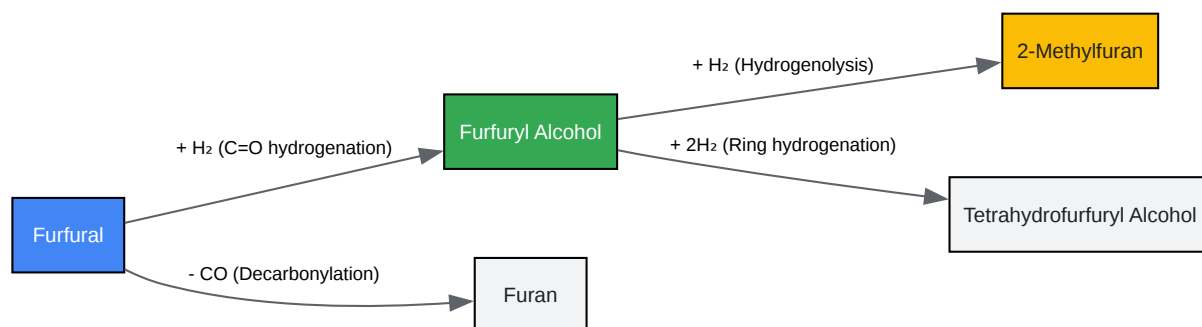 2-Methylfuran
+ H₂ (Hydrogenolysis)
Furfuryl Alcohol
+ H₂ (C=O hydrogenation)
+ 2H₂ (Ring hydrogenation)
Tetrahydrofurfuryl Alcohol
Furfural
- CO (Decarbonylation)
Furan